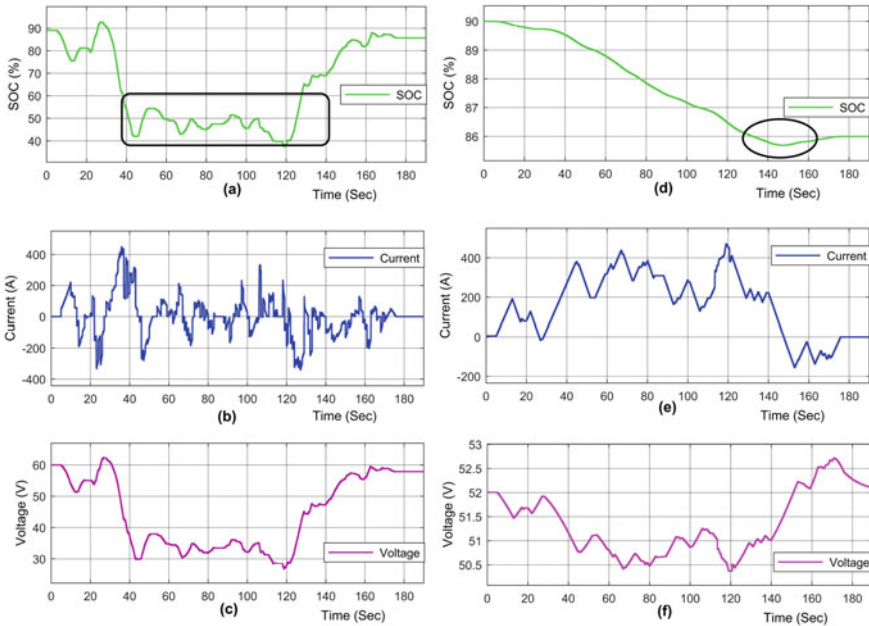 SOC (%)
90
80
70
60
50
40
SOC
0 20 40 60 80 100 120 140 160 180
(a)
Time (Sec)
SOC (%)
90
89
88
87
86
SOC
0 20 40 60 80 100 120 140 160 180
(d)
Time (Sec)
Current (A)
400
200
0
-200
-400
Current
0 20 40 60 80 100 120 140 160 180
(b)
Time (Sec)
Current (A)
400
200
0
-200
Current
0 20 40 60 80 100 120 140 160 180
(e)
Time (Sec)
Voltage (V)
60
50
40
30
Voltage
0 20 40 60 80 100 120 140 160 180
(c)
Time (Sec)
Voltage (V)
53
52.5
52
51.5
51
50.5
Voltage
0 20 40 60 80 100 120 140 160 180
(f)
Time (Sec)